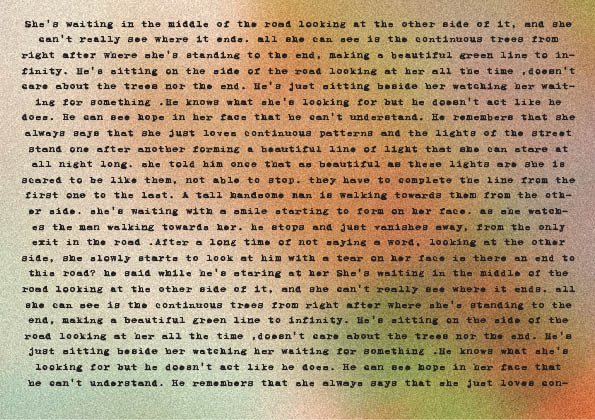 She's waiting in the middle of the road looking at the other side of it, and she
can't really see where it ends. all she can see is the continuous trees from
right after where she's standing to the end, making a beautiful green line to in-
finity. He's sitting on the side of the road looking at her all the time ,doesn't
care about the trees nor the end. He's just sitting beside her watching her wait-
ing for something .He knows what she's looking for but he doesn't act like he
does. He can see hope in her face that he can't understand. He remembers that she
always says that she just loves continuous patterns and the lights of the street
stand one after another forming a beautiful line of light that she can stare at
all night long. she told him once that as beautiful as these lights are she is
scared to be like them, not able to stop. they have to complete the line from the
first one to the last. A tall handsome man is walking towards them from the oth-
er side. she's waiting with a smile starting to form on her face. as she watch-
es the man walking towards her. he stops and just vanishes away, from the only
exit in the road .After a long time of not saying a word, looking at the other
side, she slowly starts to look at him with a tear on her face is there an end to
this road? he said while he's staring at her She's waiting in the middle of the
road looking at the other side of it, and she can't really see where it ends. all
she can see is the continuous trees from right after where she's standing to the
end, making a beautiful green line to infinity. He's sitting on the side of the
road looking at her all the time ,doesn't care about the trees nor the end. He's
just sitting beside her watching her waiting for something .He knows what she's
looking for but he doesn't act like he does. He can see hope in her face that
he can't understand. He remembers that she always says that she just loves con-